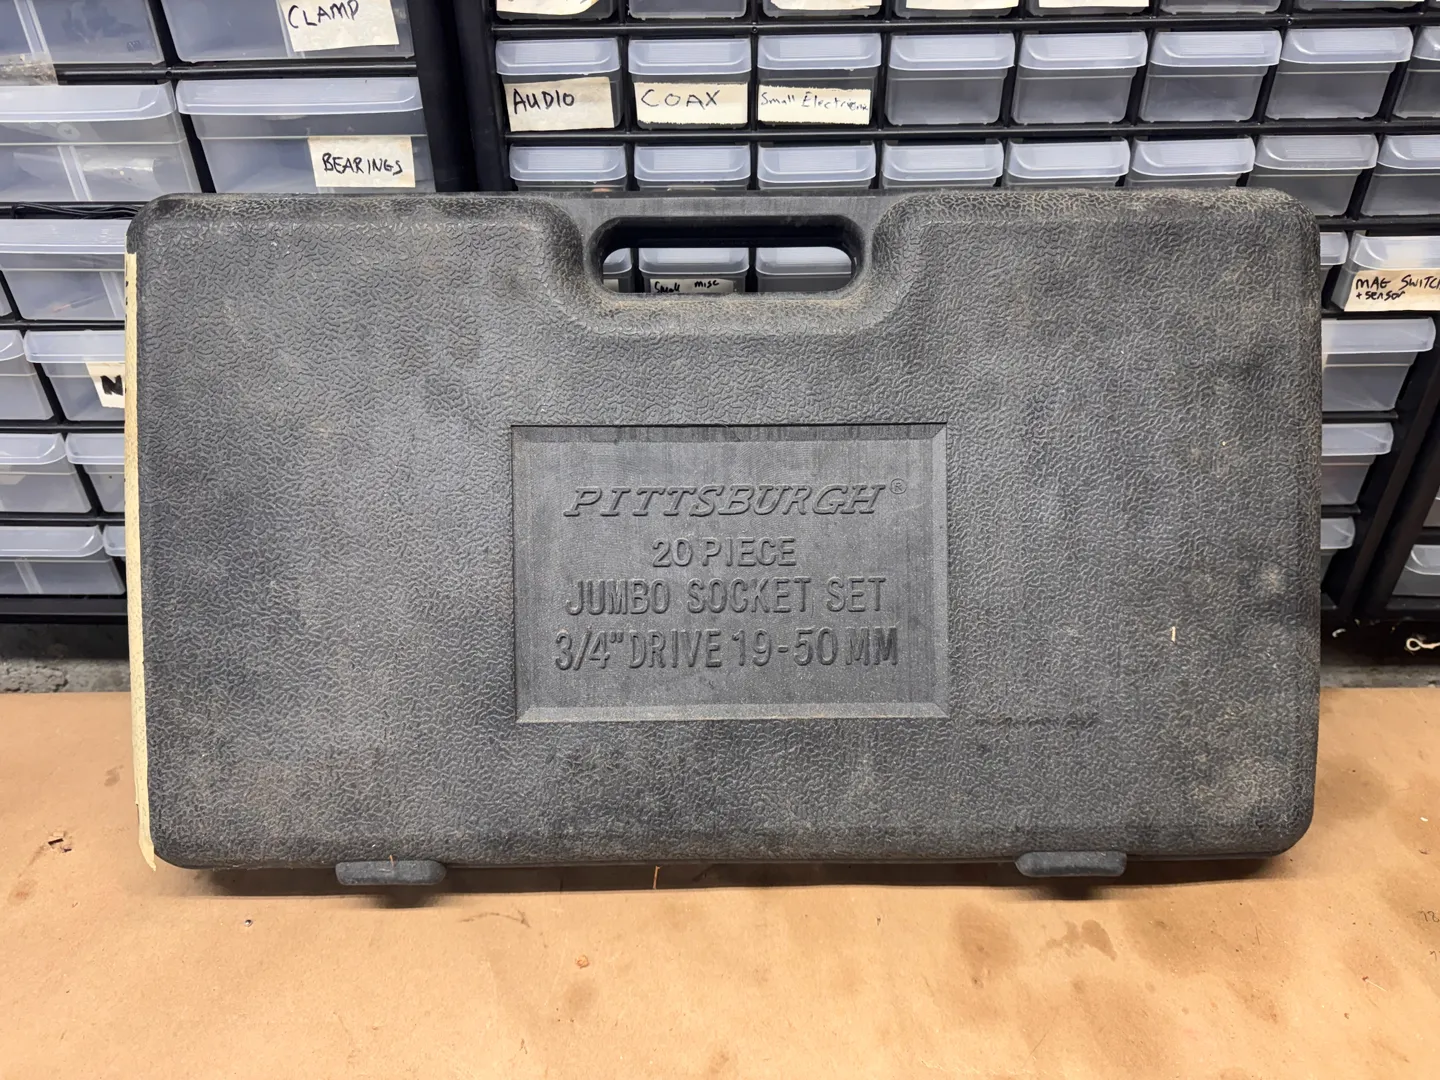 CLAMP
AUDIO
COAX
BEARINGS
Small misc
MAG SWITCH
+ sensor
N
PITTSBURGH®
20 PIECE
JUMBO SOCKET SET
3/4" DRIVE 19-50 MM